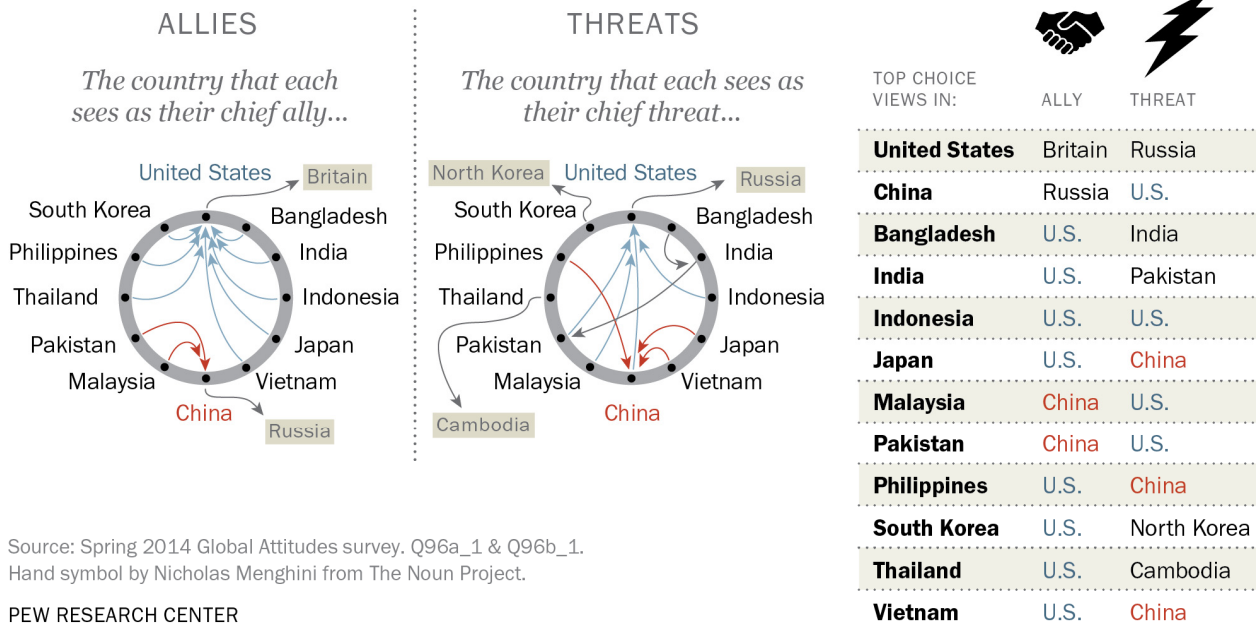 ALLIES
The country that each
sees as their chief ally...
United States
Britain
South Korea
Bangladesh
Philippines
India
Thailand
Indonesia
Pakistan
Japan
Malaysia
Vietnam
China
Russia
THREATS
The country that each sees as
their chief threat...
North Korea
United States
Russia
South Korea
Bangladesh
Philippines
India
Thailand
Indonesia
Pakistan
Japan
Malaysia
Vietnam
China
Cambodia
TOP CHOICE
VIEWS IN: ALLY THREAT
United States Britain Russia
China Russia U.S.
Bangladesh U.S. India
India U.S. Pakistan
Indonesia U.S. U.S.
Japan U.S. China
Malaysia China U.S.
Pakistan China U.S.
Philippines U.S. China
South Korea U.S. North Korea
Thailand U.S. Cambodia
Vietnam U.S. China
Source: Spring 2014 Global Attitudes survey. Q96a_1 & Q96b_1.
Hand symbol by Nicholas Menghini from The Noun Project.
PEW RESEARCH CENTER